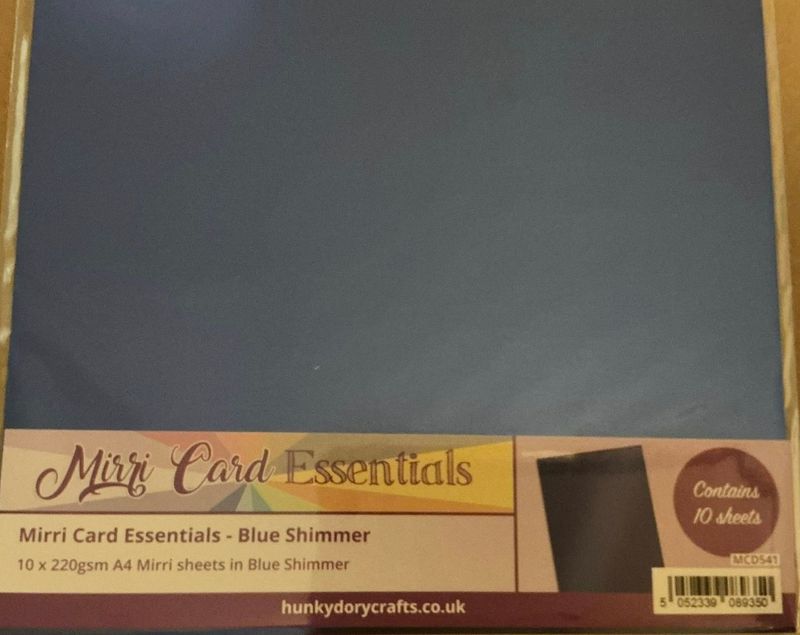 Mirri Card Essentials
Mirri Card Essentials - Blue Shimmer
10 x 220gsm A4 Mirri sheets in Blue Shimmer
Contains
10 sheets
MCD541
5 052339 089350
hunkydorycrafts.co.uk